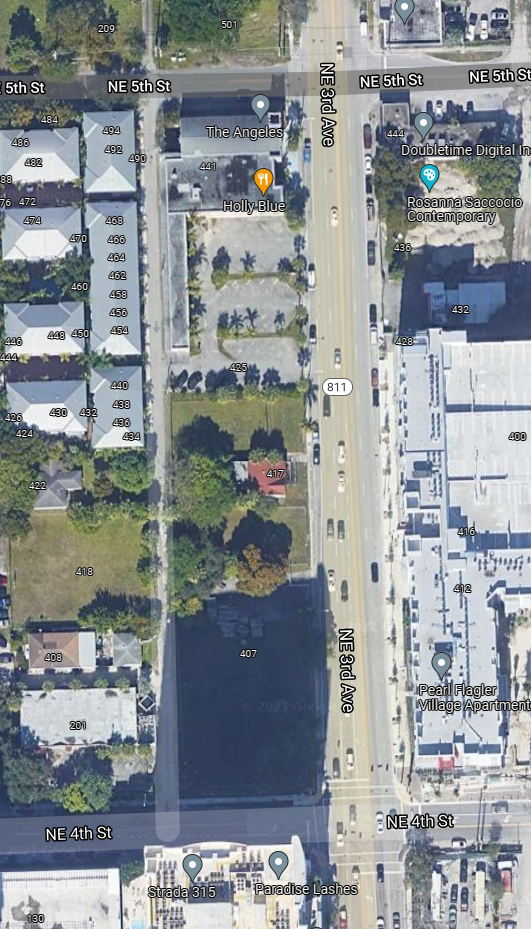 209
501
NE 5th St
NE 5th St
NE 5th St
5th St
NE 3rd Ave
484
494
486
492
482
490
The Angeles
444
Doubletime Digital In
441
Holly Blue
Rosanna Saccocio
Contemporary
88
76
472
474
468
470
466
464
436
462
460
458
432
456
454
446
448
450
444
428
425
811
440
438
426
430
432
436
424
434
400
417
422
416
418
412
407
408
NE 3rd Ave
Pearl Flagler
Village Apartment
201
© 2023 Google
NE 4th St
NE 4th St
Strada 315
Paradise Lashes
130